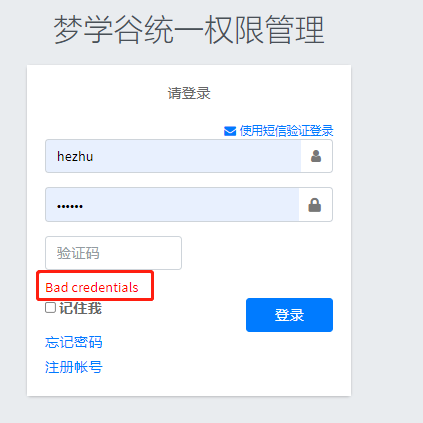 梦学谷统一权限管理
请登录
使用短信验证登录
hezhu
••••••
验证码
Bad credentials
记住我
登录
忘记密码
注册帐号